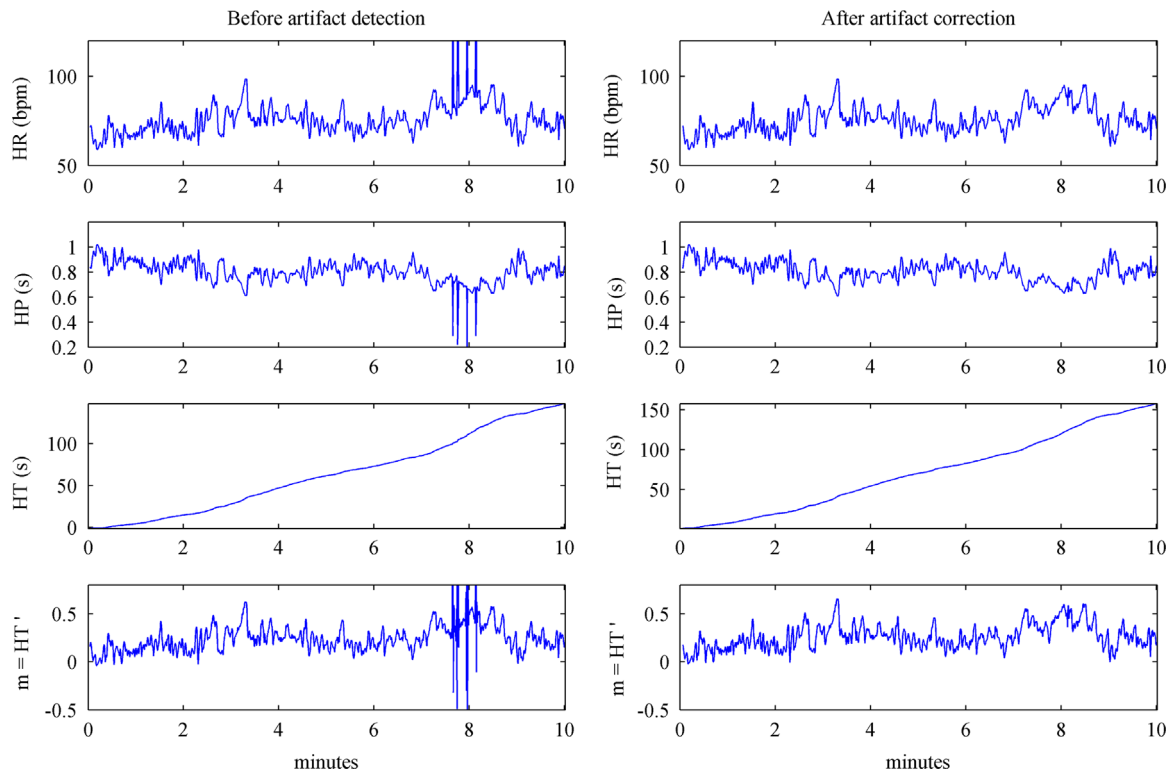 Before artifact detection
HR (bpm)
100
50
0 2 4 6 8 10
HP (s)
1
0.8
0.6
0.4
0.2
0 2 4 6 8 10
HT (s)
100
50
0
0 2 4 6 8 10
m = HT '
0.5
0
-0.5
0 2 4 6 8 10
minutes
After artifact correction
HR (bpm)
100
50
0 2 4 6 8 10
HP (s)
1
0.8
0.6
0.4
0.2
0 2 4 6 8 10
HT (s)
150
100
50
0 2 4 6 8 10
m = HT '
0.5
0
-0.5
0 2 4 6 8 10
minutes